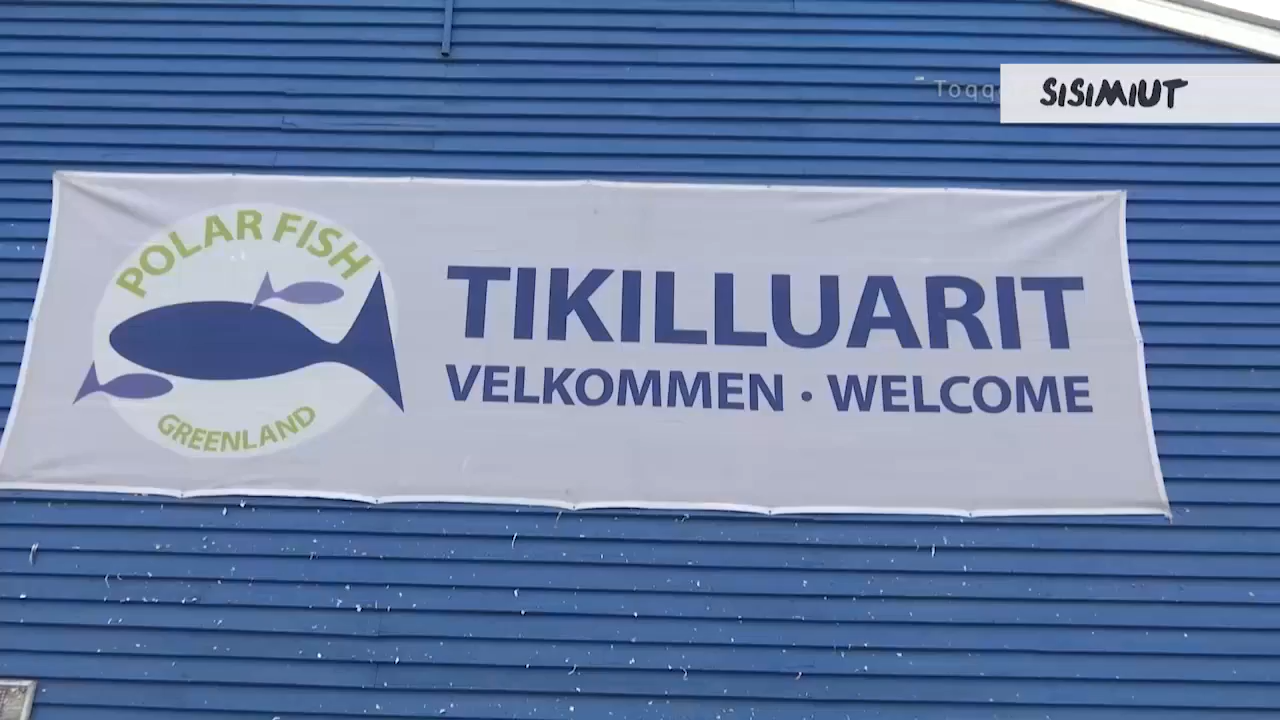 SISIMIUT
POLAR FISH
GREENLAND
TIKILLUARIT
VELKOMMEN · WELCOME